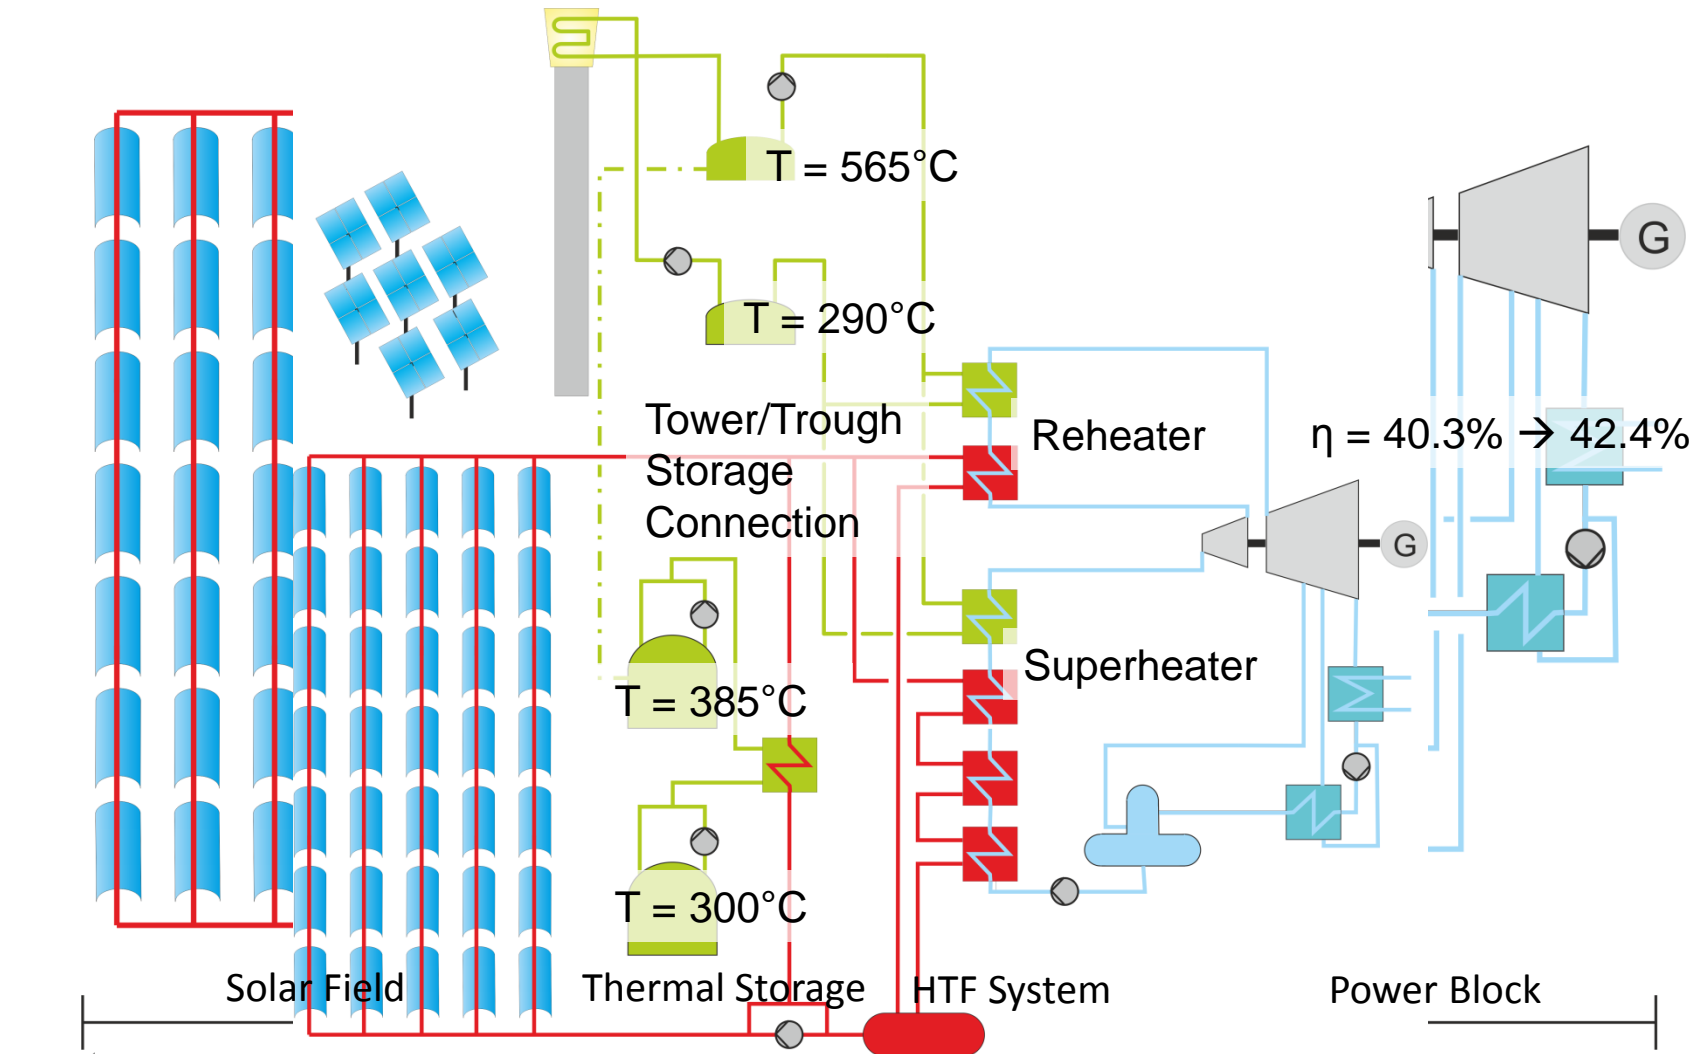 T = 565°C
G
T = 290°C
Tower/Trough
Storage
Connection
Reheater
η = 40.3% → 42.4%
G
Superheater
T = 385°C
T = 300°C
Solar Field
Thermal Storage
HTF System
Power Block